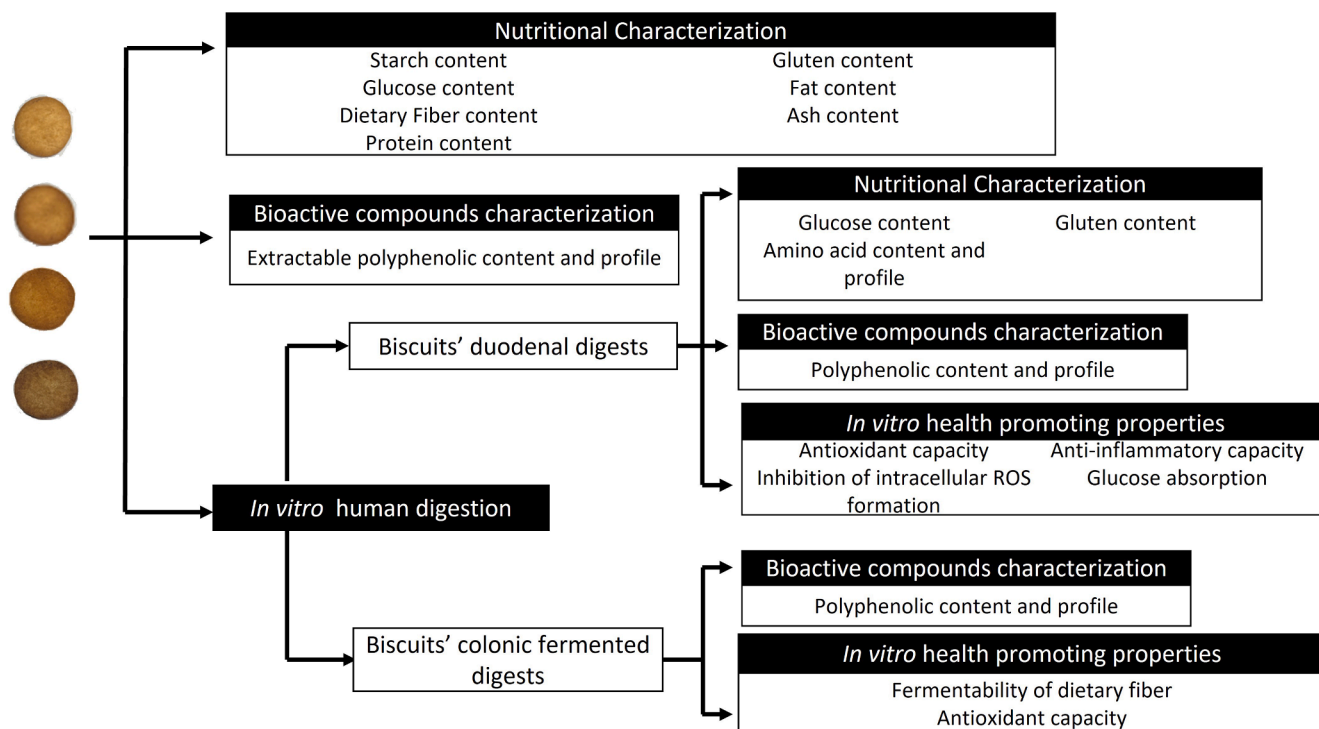 Nutritional Characterization
Starch content
Gluten content
Glucose content
Fat content
Dietary Fiber content
Ash content
Protein content
Bioactive compounds characterization
Extractable polyphenolic content and profile
Nutritional Characterization
Glucose content
Gluten content
Amino acid content and
profile
Biscuits’ duodenal digests
Bioactive compounds characterization
Polyphenolic content and profile
In vitro health promoting properties
Antioxidant capacity
Anti-inflammatory capacity
Inhibition of intracellular ROS
Glucose absorption
formation
In vitro human digestion
Bioactive compounds characterization
Polyphenolic content and profile
Biscuits’ colonic fermented
digests
In vitro health promoting properties
Fermentability of dietary fiber
Antioxidant capacity